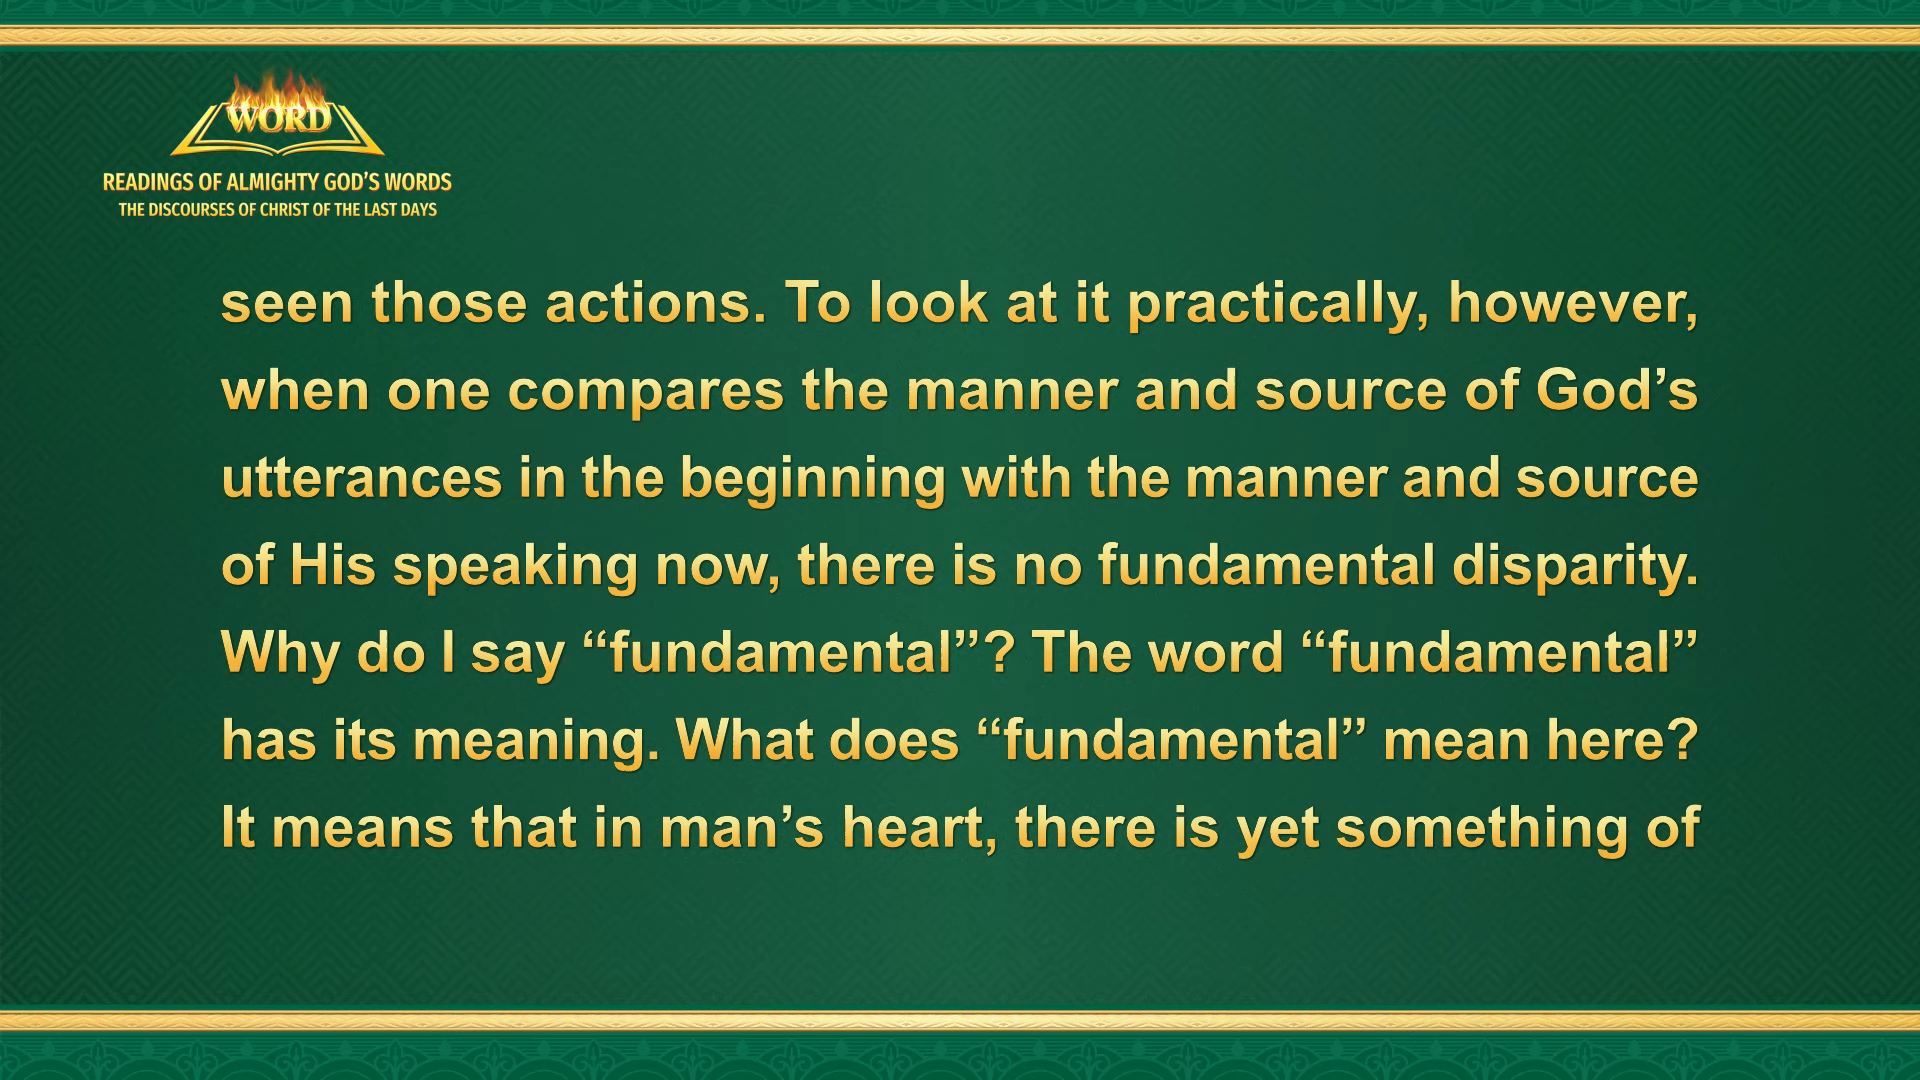 WORD
READINGS OF ALMIGHTY GOD’S WORDS
THE DISCOURSES OF CHRIST OF THE LAST DAYS
seen those actions. To look at it practically, however,
when one compares the manner and source of God’s
utterances in the beginning with the manner and source
of His speaking now, there is no fundamental disparity.
Why do I say “fundamental”? The word “fundamental”
has its meaning. What does “fundamental” mean here?
It means that in man’s heart, there is yet something of